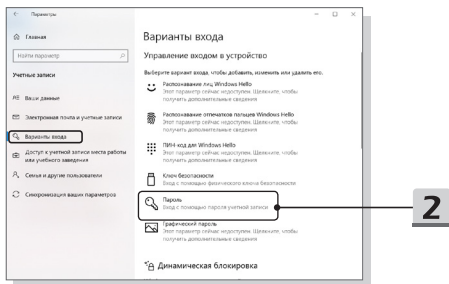 Параметры
Главная
Найти параметр
Учетные записи
Ваши данные
Электронная почта и учетные записи
Варианты входа
Доступ к учетной записи места работы
или учебного заведения
Семья и другие пользователи
Синхронизация ваших параметров
Варианты входа
Управление входом в устройство
Выберите вариант входа, чтобы добавить, изменить или удалить его.
Распознавание лиц Windows Hello
Этот параметр сейчас недоступен. Щелкните, чтобы
получить дополнительные сведения
Распознавание отпечатков пальцев Windows Hello
Этот параметр сейчас недоступен. Щелкните, чтобы
получить дополнительные сведения
ПИН-код для Windows Hello
Этот параметр сейчас недоступен. Щелкните, чтобы
получить дополнительные сведения
Ключ безопасности
Вход с помощью физического ключа безопасности
Пароль
Вход с помощью пароля учетной записи
2
Графический пароль
Этот параметр сейчас недоступен. Щелкните, чтобы
получить дополнительные сведения
Динамическая блокировка